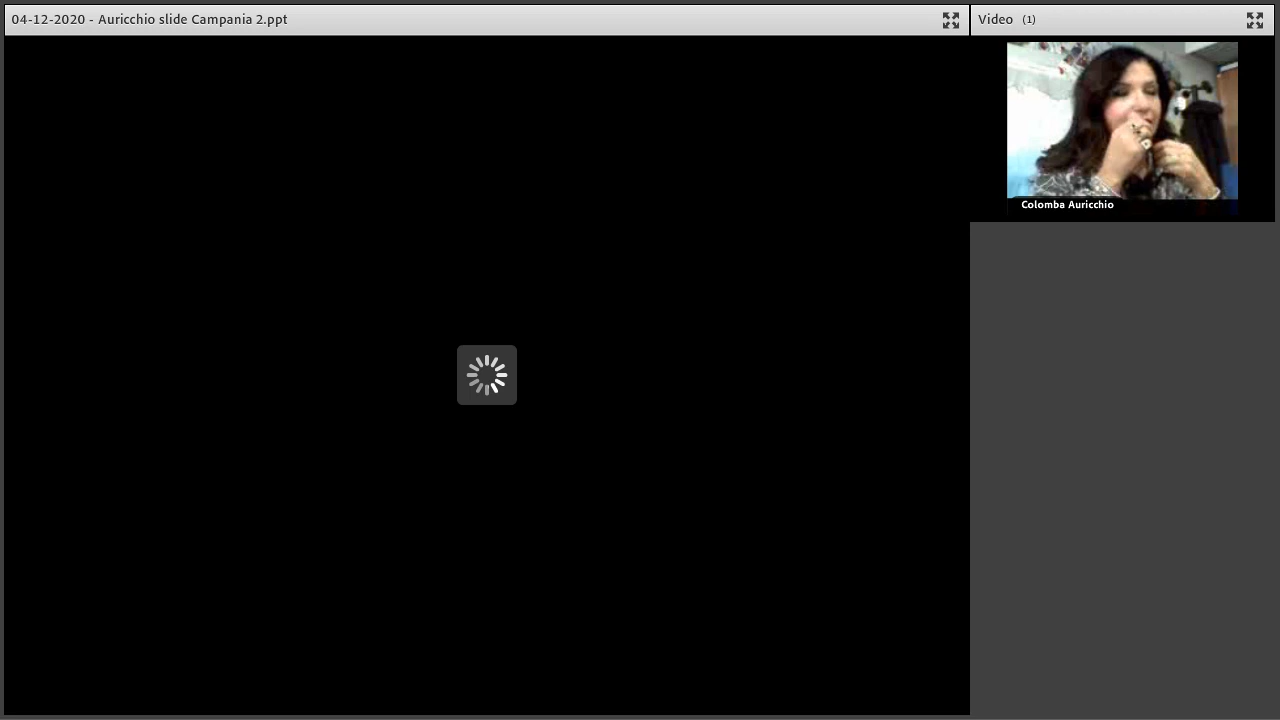 04-12-2020 - Auricchio slide Campania 2.ppt
Video (1)
Colomba Auricchio